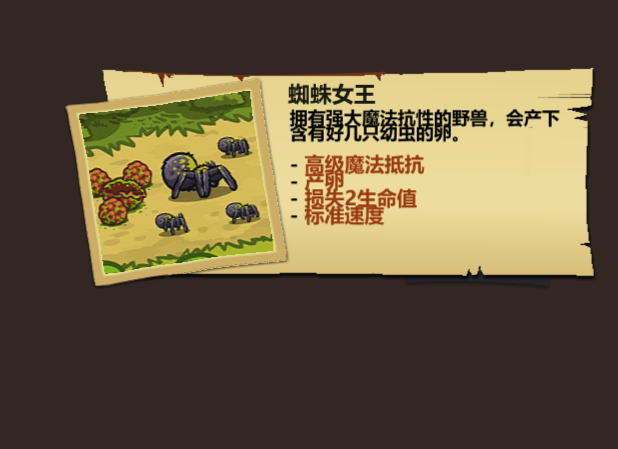 蜘蛛女王
拥有强大魔法抗性的野兽，会产下
含有好几只幼虫的卵。
- 高级魔法抵抗
- 产卵
- 损失2生命值
- 标准速度